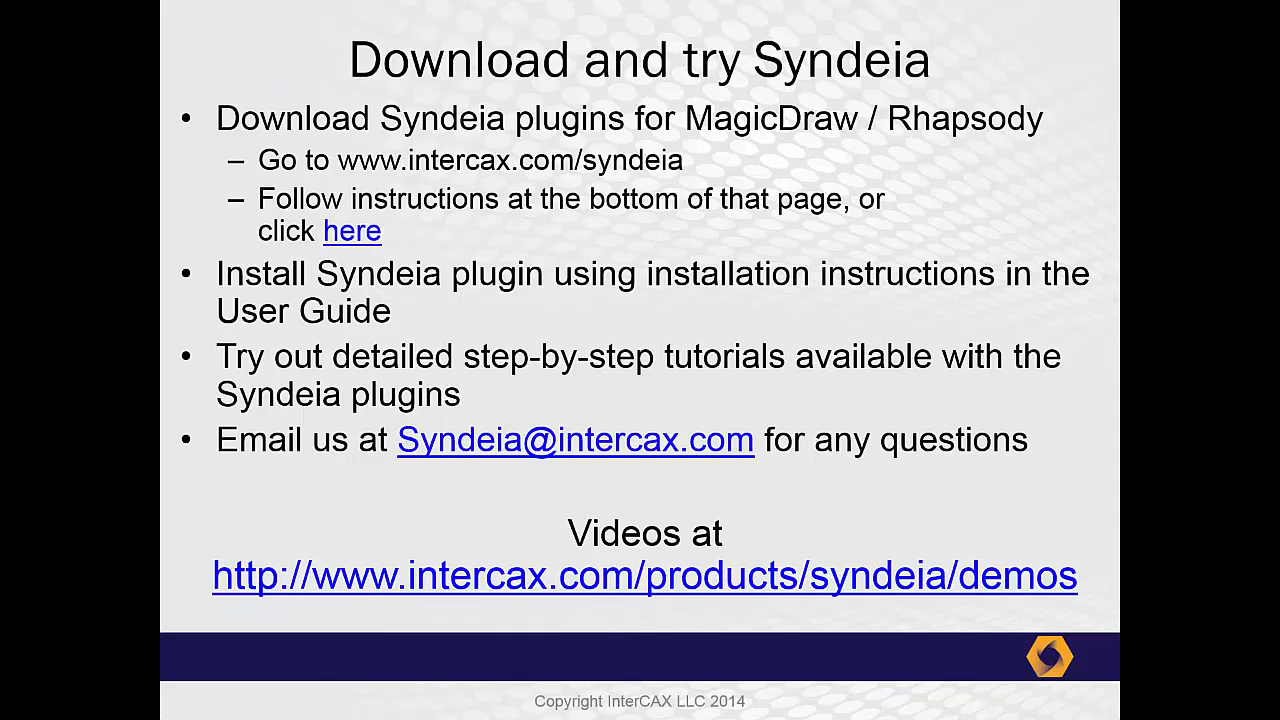 Download and try Syndeia
• Download Syndeia plugins for MagicDraw / Rhapsody
– Go to www.intercax.com/syndeia
– Follow instructions at the bottom of that page, or
click here
• Install Syndeia plugin using installation instructions in the
User Guide
• Try out detailed step-by-step tutorials available with the
Syndeia plugins
• Email us at Syndeia@intercax.com for any questions
Videos at
http://www.intercax.com/products/syndeia/demos
Copyright InterCAX LLC 2014